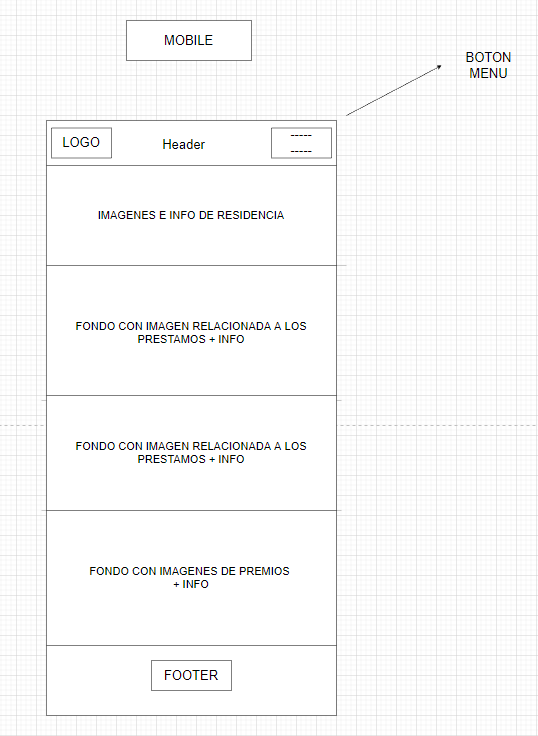 MOBILE
BOTON
MENU
LOGO
Header
-----
-----
IMAGENES E INFO DE RESIDENCIA
FONDO CON IMAGEN RELACIONADA A LOS
PRESTAMOS + INFO
FONDO CON IMAGEN RELACIONADA A LOS
PRESTAMOS + INFO
FONDO CON IMAGENES DE PREMIOS
+ INFO
FOOTER